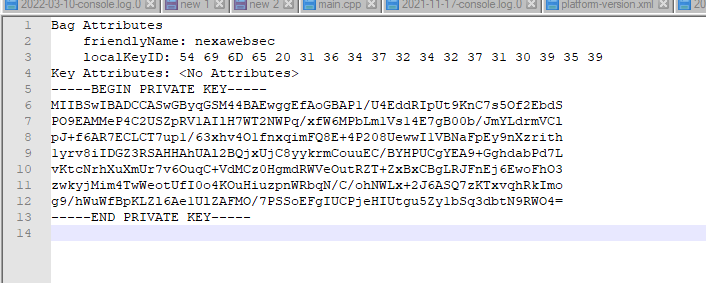 2022-03-10-console.log.0 new 1 new 2 main.cpp 2021-11-17-console.log.0 platform-version.xml 20
1 Bag Attributes
2 friendlyName: nexawebsec
3 localKeyID: 54 69 6D 65 20 31 36 34 37 32 34 32 37 31 30 39 35 39
4 Key Attributes: <No Attributes>
5 -----BEGIN PRIVATE KEY-----
6 MIIBSwIBADCCASwGByqGSM44BAEwggEfAoGBAP1/U4EddRIpUt9KnC7s5Of2EbdS
7 PO9EAMMeP4C2USZpRV1AIlH7WT2NWPq/xfW6MPbLm1Vs14E7gB00b/JmYLdrmVCl
8 pJ+f6AR7ECLCT7up1/63xhv4O1fnxqimFQ8E+4P208UewwI1VBNaFpEy9nXzrith
9 1yrv8iIDGZ3RSAHHAhUAl2BQjxUjC8yykrmCouuEC/BYHPUCgYEA9+GghdabPd7L
10 vKtcNrhXuXmUr7v6OuqC+VdMCz0HgmdRWVeOutRZT+ZxBxCBgLRJFnEj6EwoFhO3
11 zwkyjMim4TwWeotUfI0o4KOuHiuzpnWRbqN/C/ohNWLx+2J6ASQ7zKTxvqhRkImo
12 g9/hWuWfBpKLZl6Ae1UlZAFMO/7PSSoEFgIUCPjeHIUtgu5Zy1bSq3dbtN9RWO4=
13 -----END PRIVATE KEY-----
14